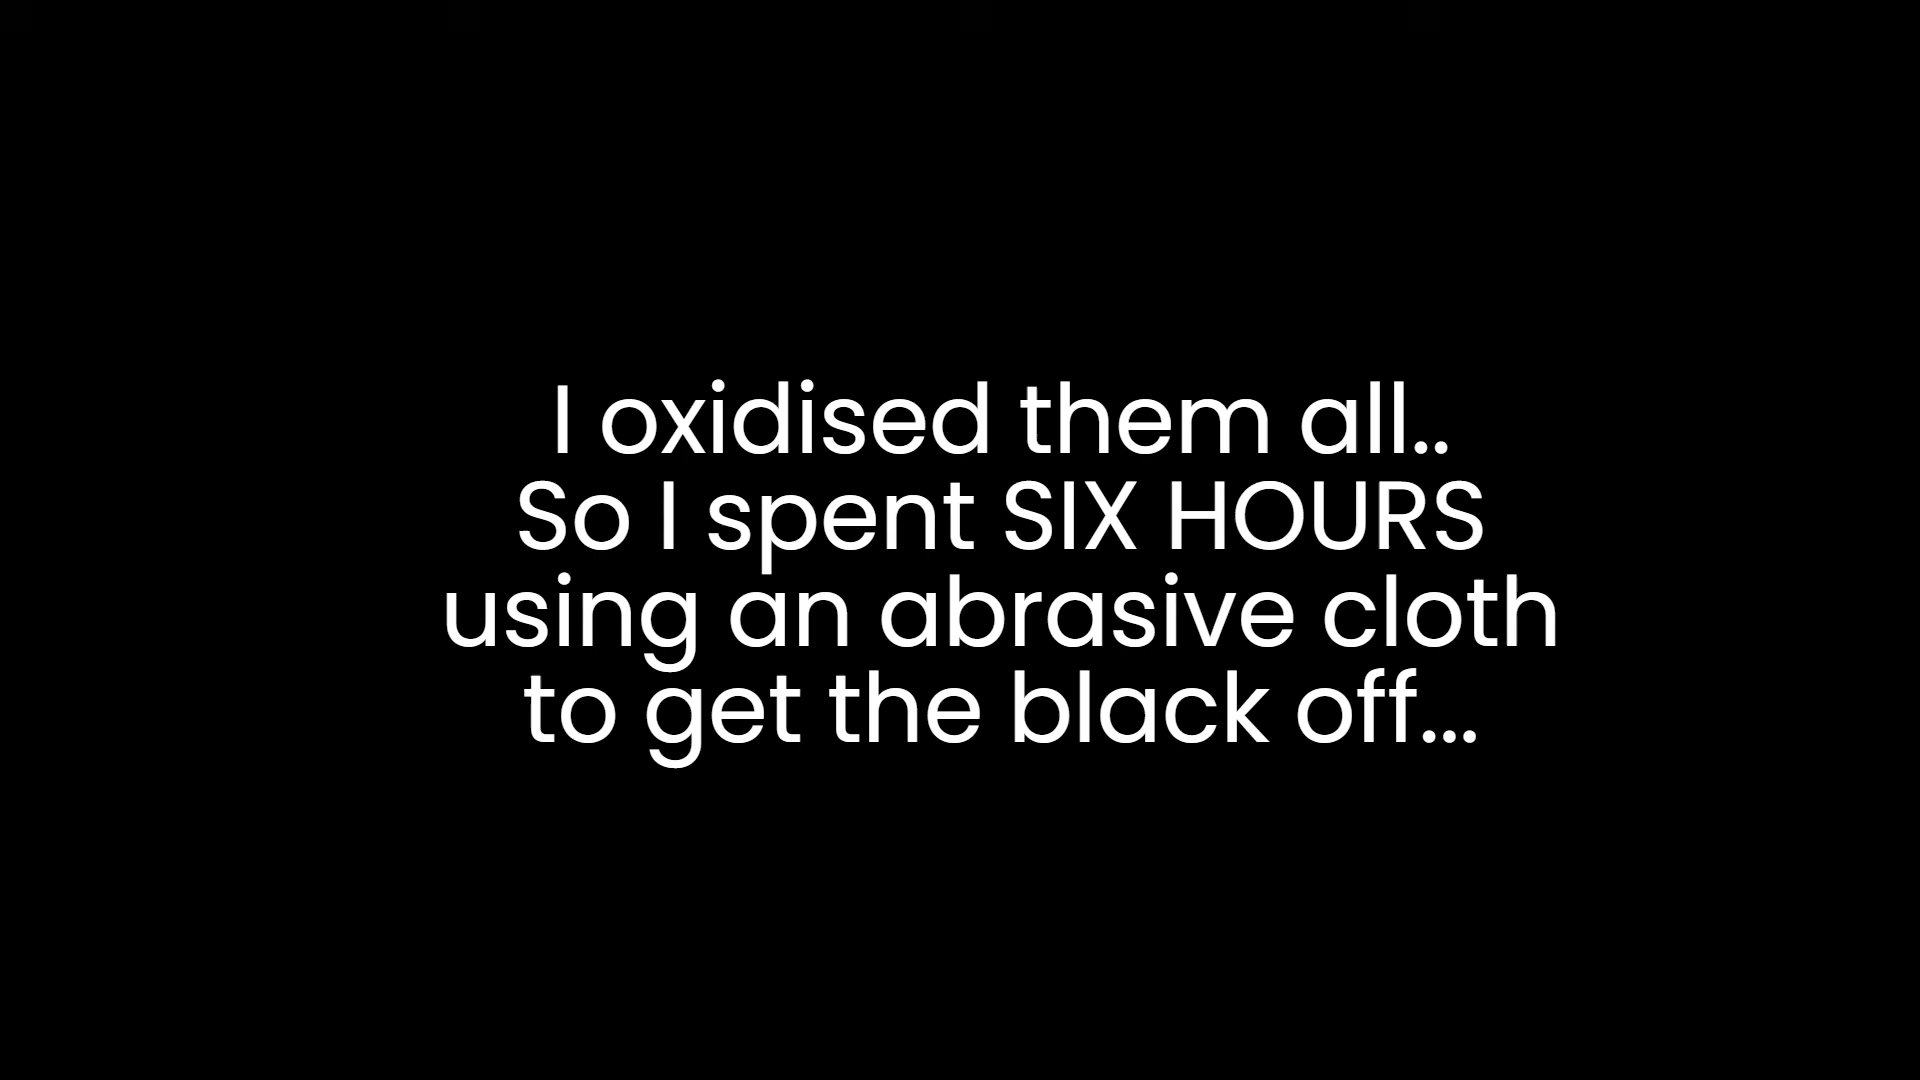 I oxidised them all..
So I spent SIX HOURS
using an abrasive cloth
to get the black off...